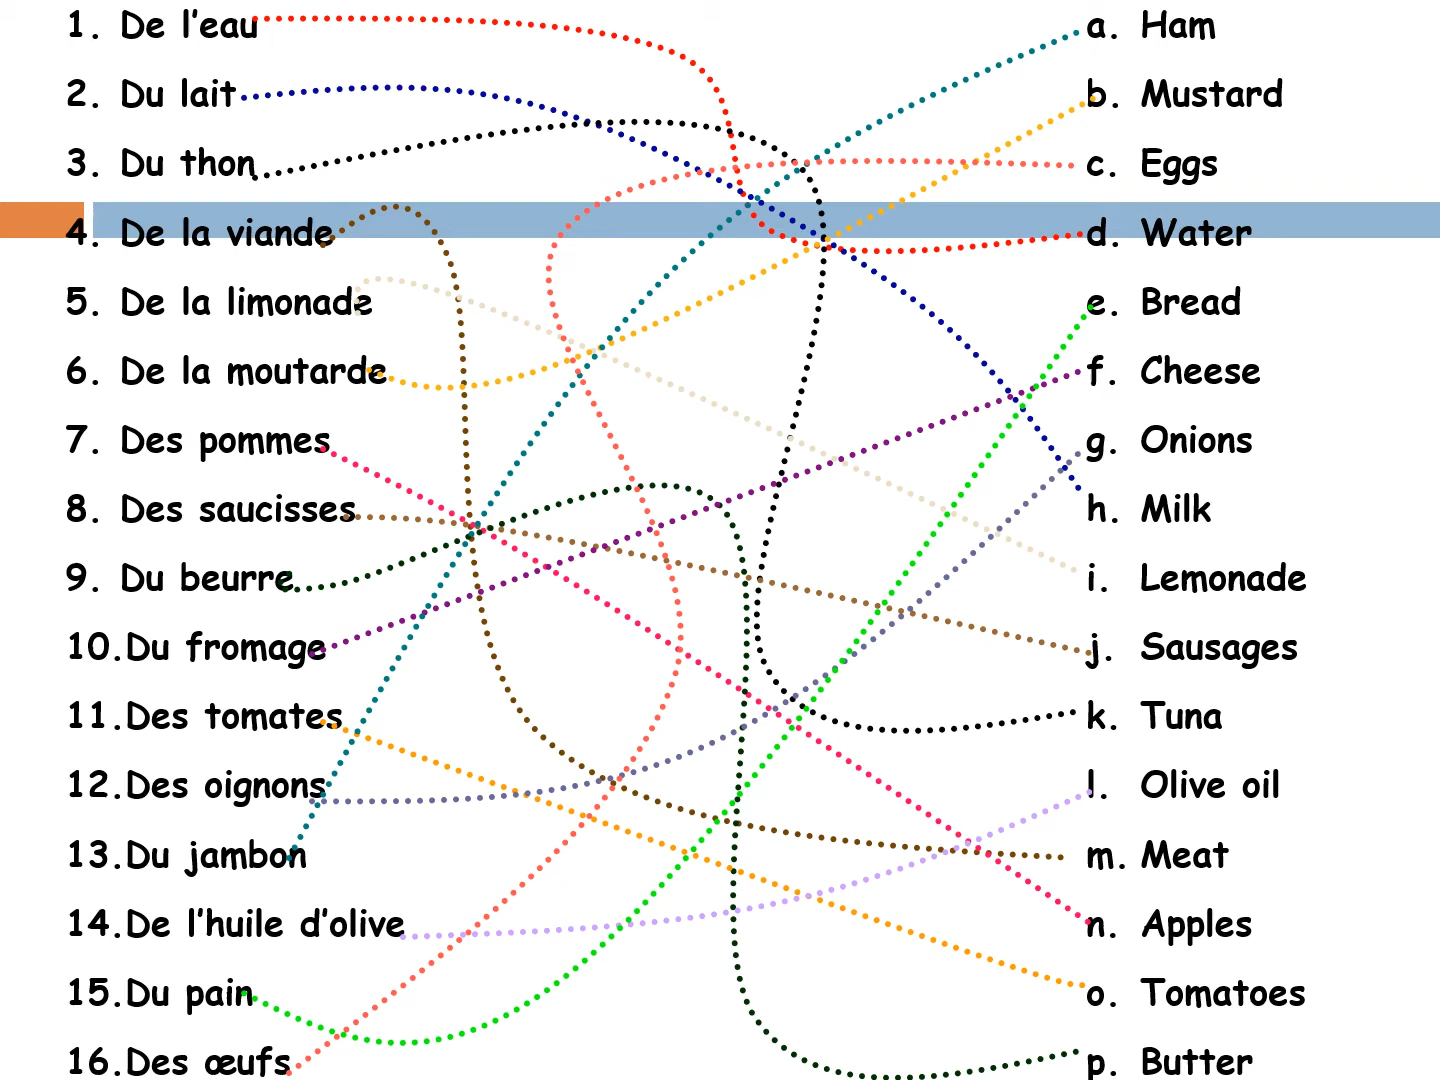 1. De l'eau
2. Du lait
3. Du thon
4. De la viande
5. De la limonade
6. De la moutarde
7. Des pommes
8. Des saucisses
9. Du beurre
10.Du fromage
11.Des tomates
12.Des oignons
13.Du jambon
14.De l'huile d'olive
15.Du pain
16.Des œufs
a. Ham
b. Mustard
c. Eggs
d. Water
e. Bread
f. Cheese
g. Onions
h. Milk
i. Lemonade
j. Sausages
k. Tuna
l. Olive oil
m. Meat
n. Apples
o. Tomatoes
p. Butter